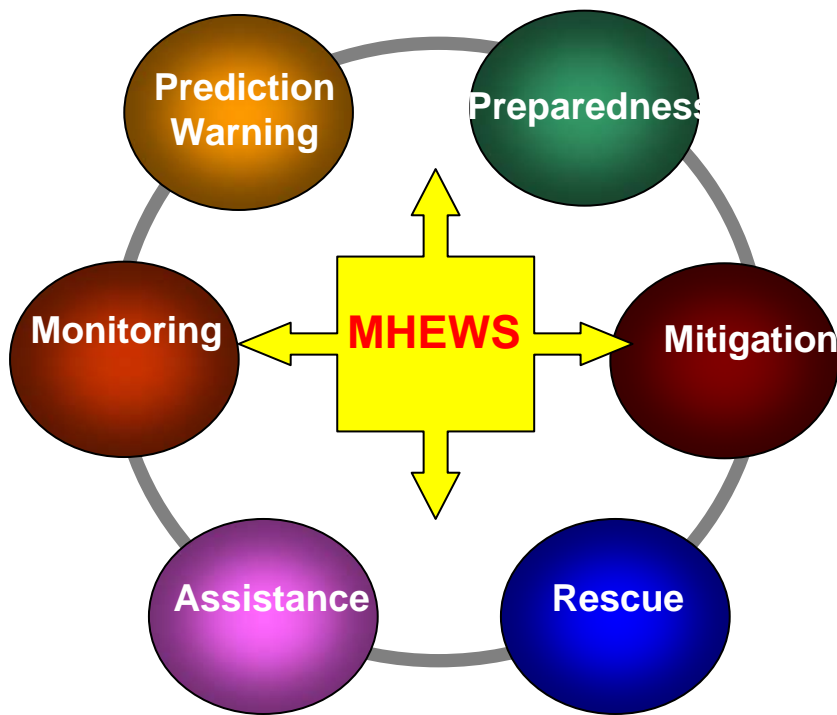 Prediction
Warning
Preparedness
Monitoring
MHEWS
Mitigation
Assistance
Rescue